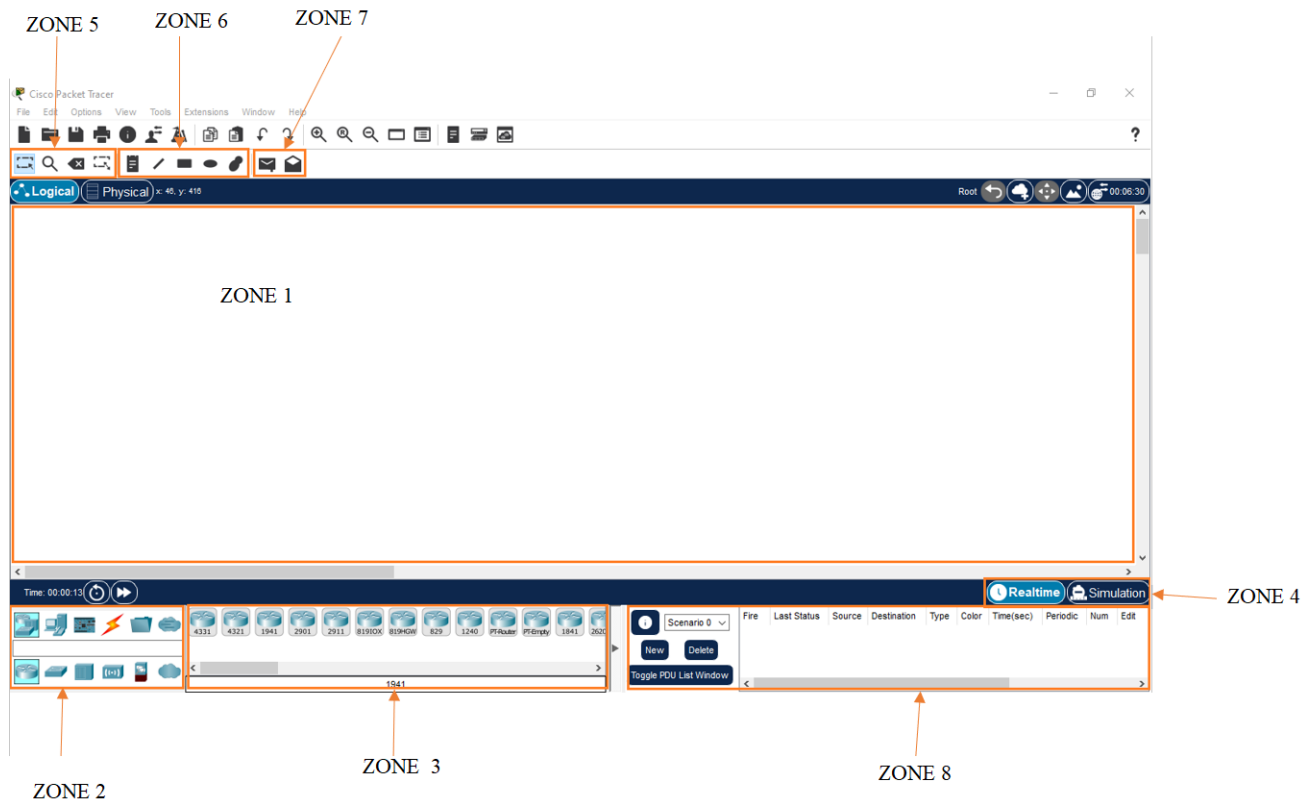 ZONE 5 ZONE 6 ZONE 7
Cisco Packet Tracer
File Edit Options View Tools Extensions Window Help
?
Logical Physical x: 46, y: 416 Root 00:06:30
ZONE 1
Time: 00:00:13 Realtime Simulation
ZONE 4
4331 4321 1941 2901 2911 819IOX 819HGW 829 1240 PT-Router PT-Empty 1841 2620
Scenario 0 Fire Last Status Source Destination Type Color Time(sec) Periodic Num Edit
New Delete
Toggle PDU List Window
1941
ZONE 3
ZONE 8
ZONE 2